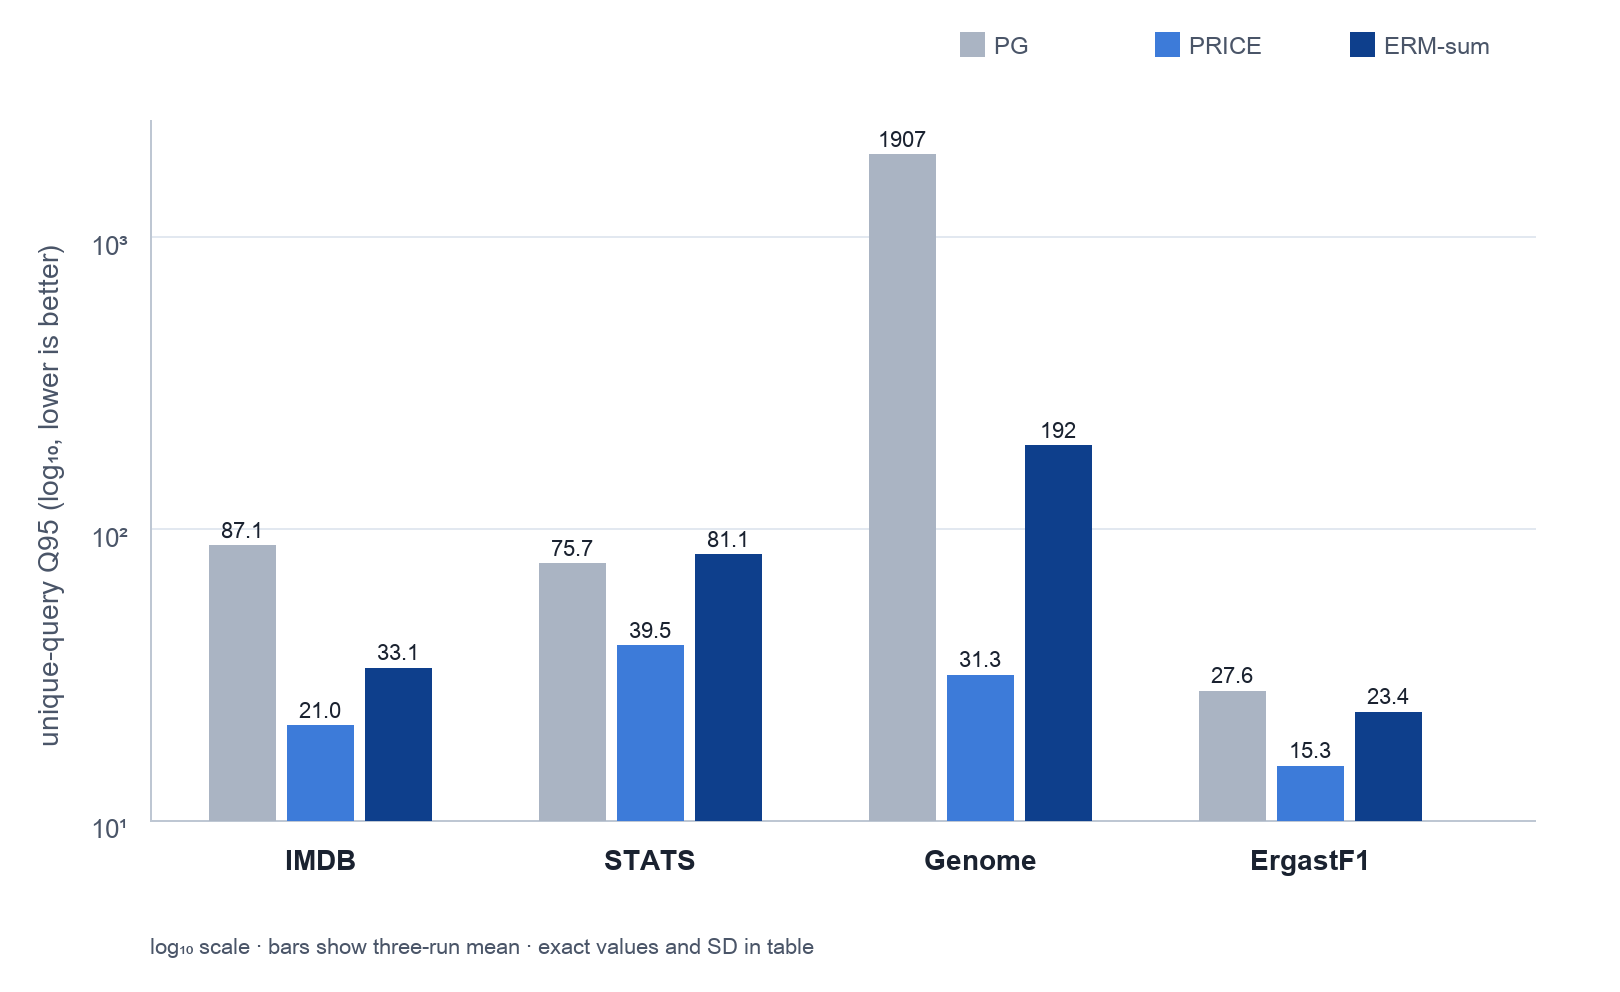 PG PRICE ERM-sum
unique-query Q95 (log₁₀, lower is better)
10³
10²
10¹
87.1 21.0 33.1
75.7 39.5 81.1
1907 31.3 192
27.6 15.3 23.4
IMDB STATS Genome ErgastF1
log₁₀ scale · bars show three-run mean · exact values and SD in table